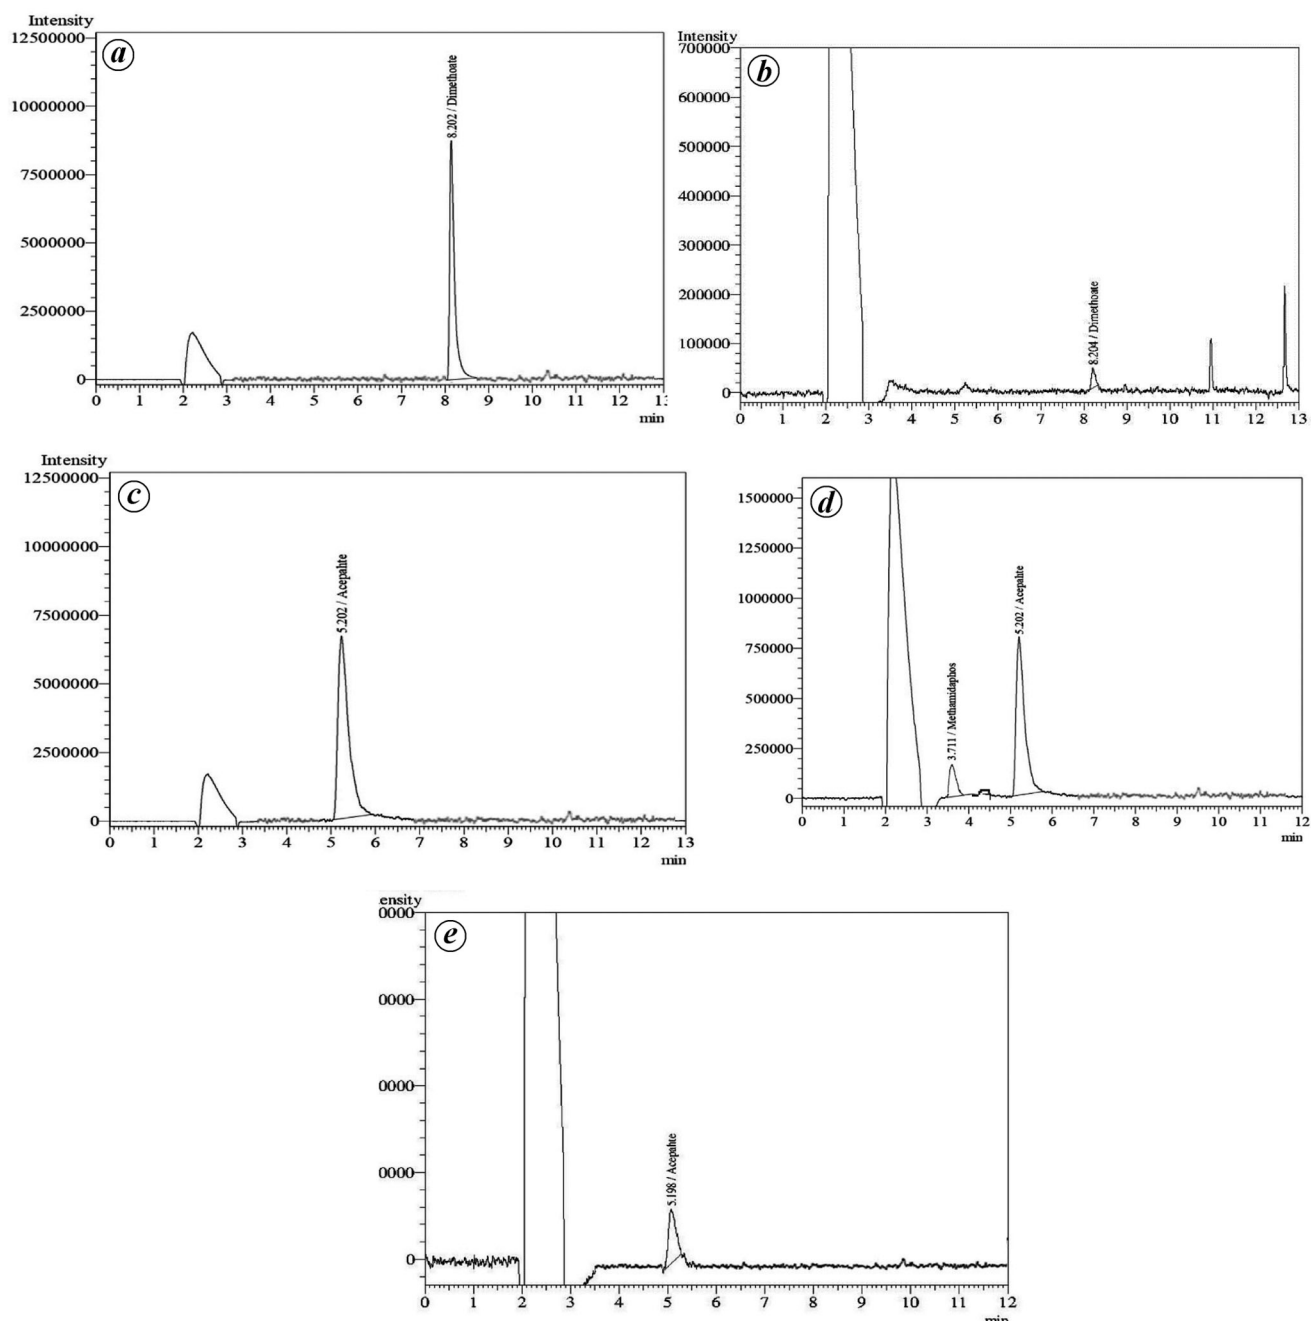 Intensity
12500000
10000000
7500000
5000000
2500000
0
a
8.202 / Dimethoate
0 1 2 3 4 5 6 7 8 9 10 11 12 13
min
Intensity
700000
600000
500000
400000
300000
200000
100000
0
b
8.204 / Dimethoate
0 1 2 3 4 5 6 7 8 9 10 11 12 13
Intensity
12500000
10000000
7500000
5000000
2500000
0
c
5.202 / Acepahte
0 1 2 3 4 5 6 7 8 9 10 11 12 13
min
1500000
1250000
1000000
750000
500000
250000
0
d
3.711 / Methamidaphos
5.202 / Acepahte
0 1 2 3 4 5 6 7 8 9 10 11 12
min
ensity
0000
0000
0000
0000
0
e
5.198 / Acepahte
0 1 2 3 4 5 6 7 8 9 10 11 12
min